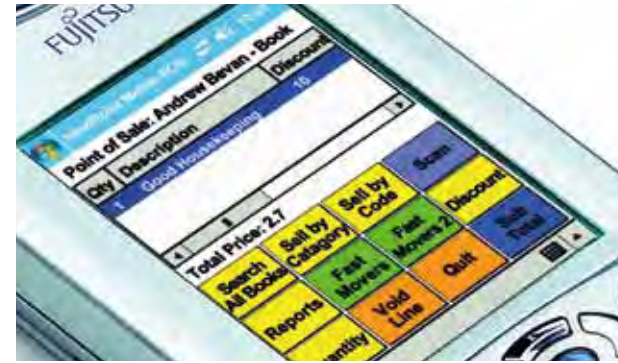 FUJITSU
Point of Sale: Andrew Bevan - Book
Qty Description Discount
1 Good Housekeeping 10
Total Price: 2.7
Search All Books
Sell by Catagory
Sell by Code
Scan
Reports
Fast Movers
Fast Movers 2
Discount
Void Line
Quit
Sub Total